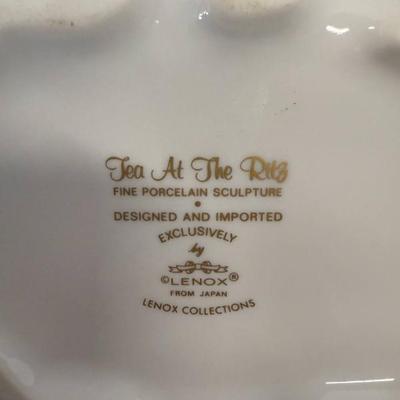 Tea At The Ritz
FINE PORCELAIN SCULPTURE
•
DESIGNED AND IMPORTED
EXCLUSIVELY
by
©LENOX®
FROM JAPAN
LENOX COLLECTIONS